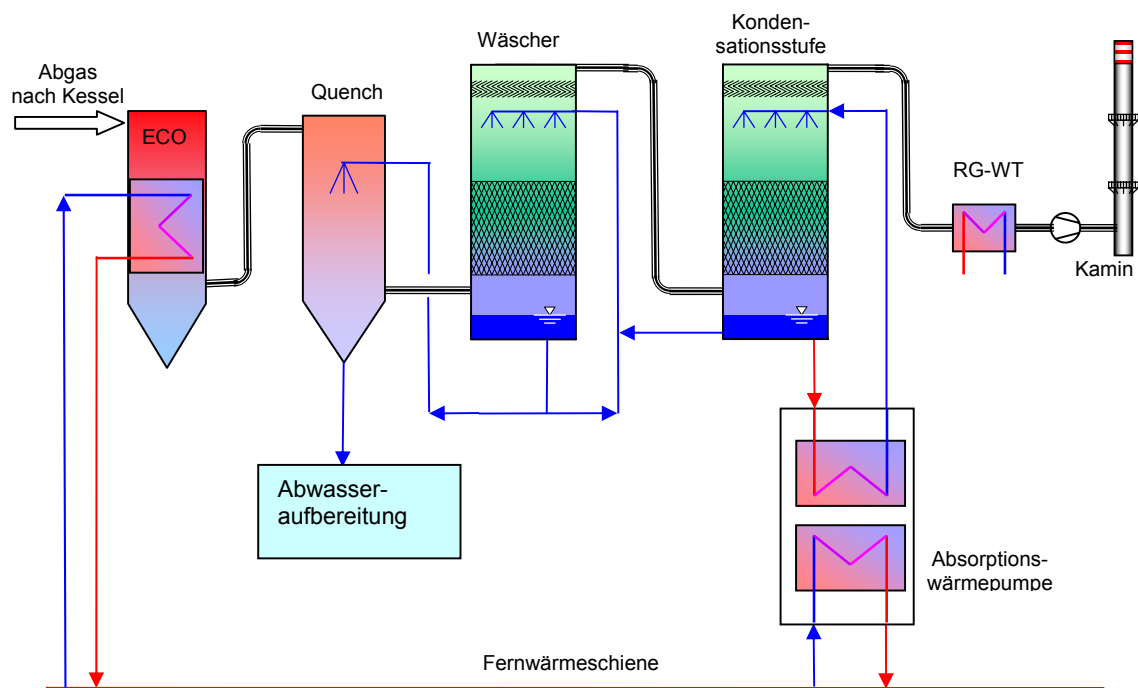 Abgas
nach Kessel
ECO
Quench
Wäscher
Konden-
sationsstufe
RG-WT
Kamin
Abwasser-
aufbereitung
Absorptions-
wärmepumpe
Fernwärmeschiene